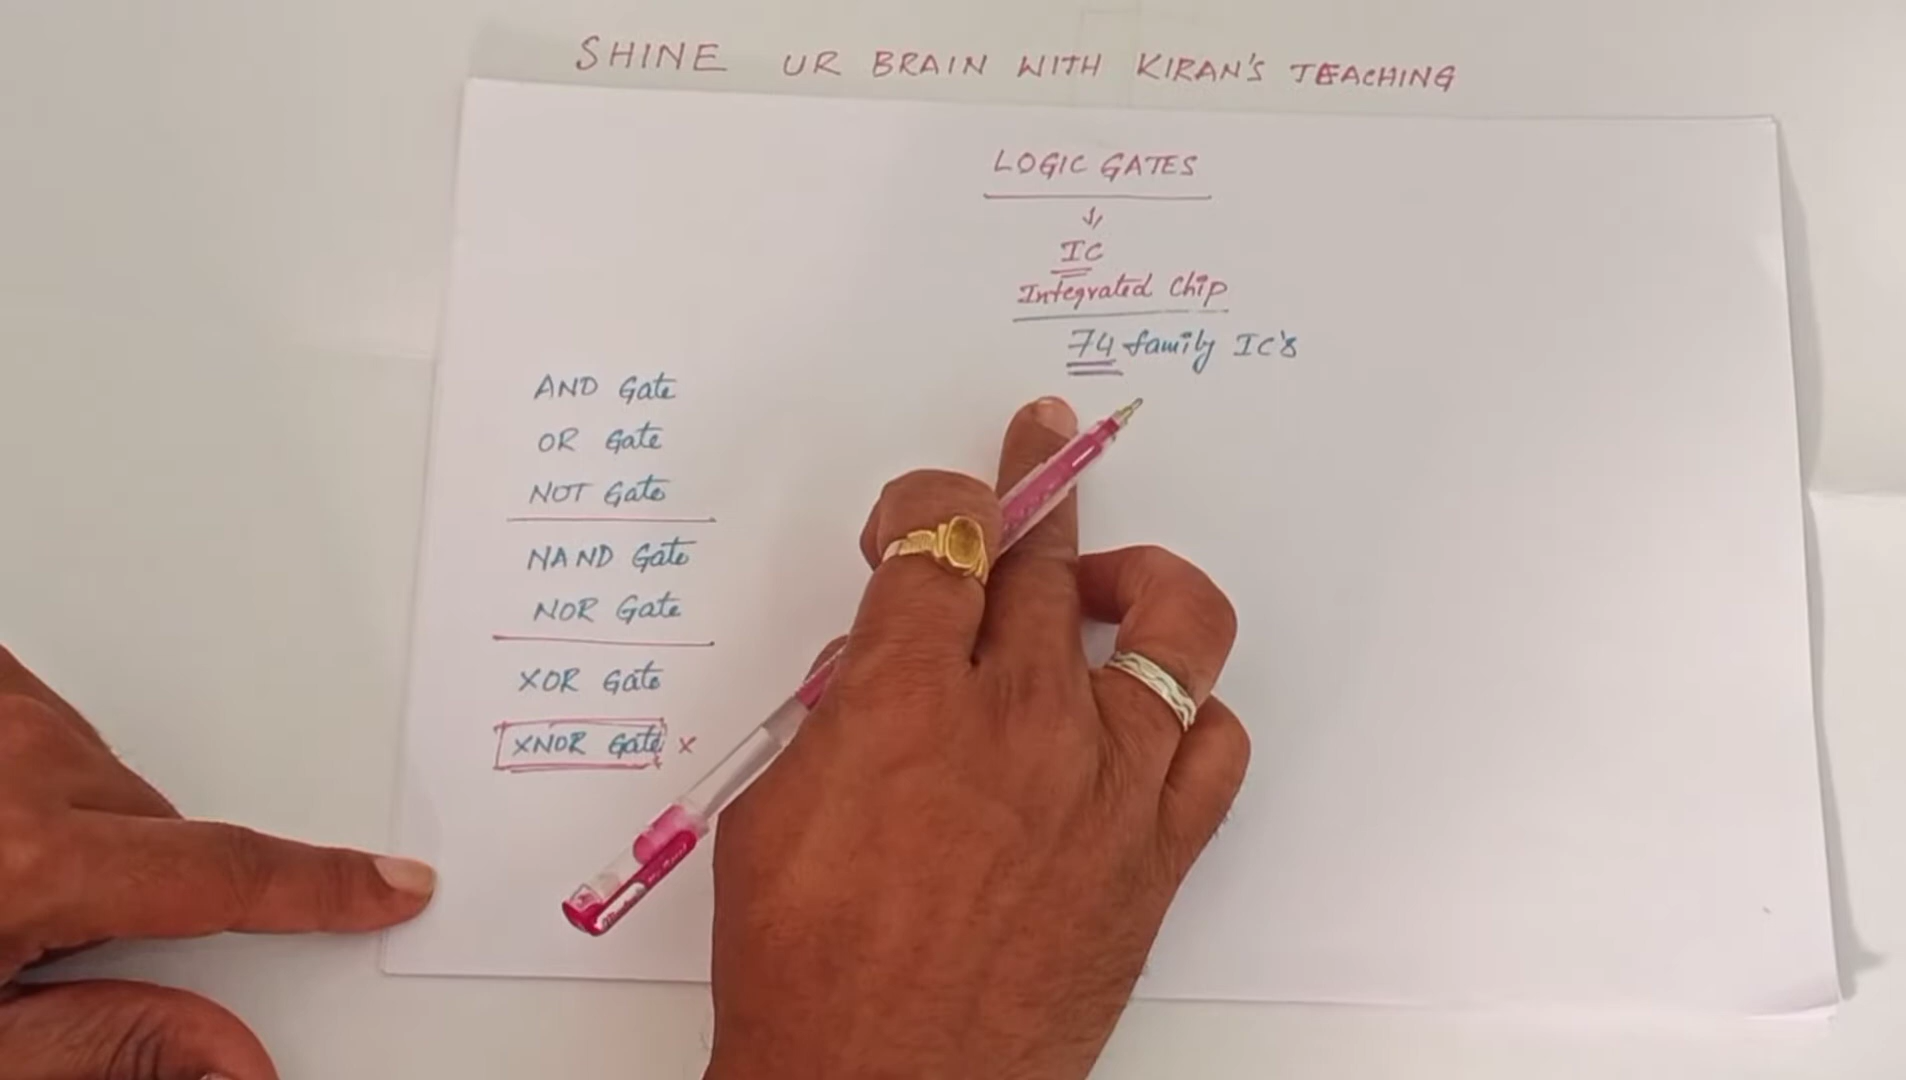 SHINE UR BRAIN WITH KIRAN'S TEACHING
LOGIC GATES
IC
Integrated Chip
74 family IC's
AND Gate
OR Gate
NOT Gate
NAND Gate
NOR Gate
XOR Gate
XNOR Gate x